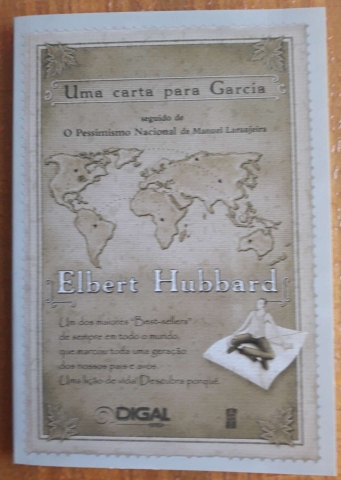 Uma carta para Garcia
seguido de
O Pessimismo Nacional de Manuel Laranjeira
Elbert Hubbard
Um dos maiores "Best-sellers"
de sempre em todo o mundo,
que marcou toda uma geração
dos nossos pais e avós.
Uma lição de vida! Descubra porquê.
DIGAL